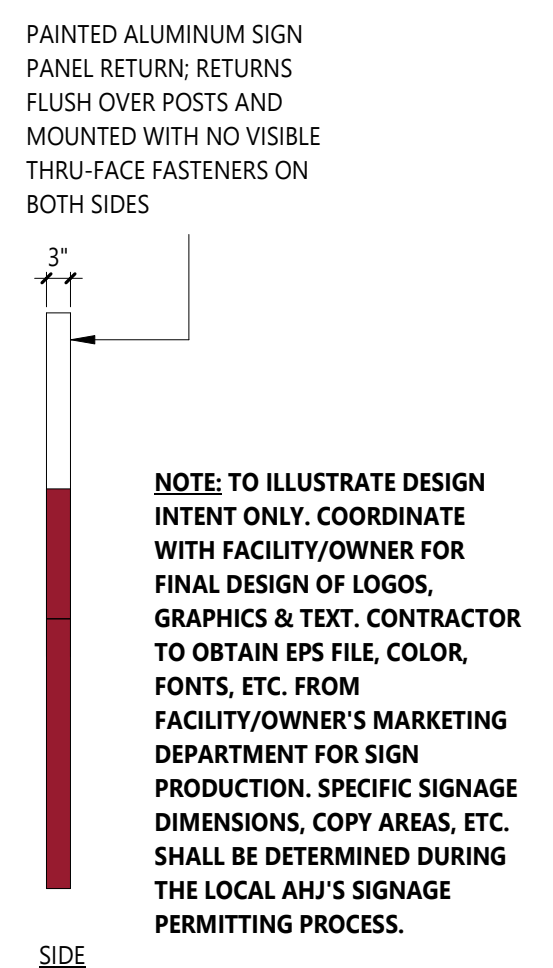 PAINTED ALUMINUM SIGN
PANEL RETURN; RETURNS
FLUSH OVER POSTS AND
MOUNTED WITH NO VISIBLE
THRU-FACE FASTENERS ON
BOTH SIDES
3"
NOTE: TO ILLUSTRATE DESIGN
INTENT ONLY. COORDINATE
WITH FACILITY/OWNER FOR
FINAL DESIGN OF LOGOS,
GRAPHICS & TEXT. CONTRACTOR
TO OBTAIN EPS FILE, COLOR,
FONTS, ETC. FROM
FACILITY/OWNER'S MARKETING
DEPARTMENT FOR SIGN
PRODUCTION. SPECIFIC SIGNAGE
DIMENSIONS, COPY AREAS, ETC.
SHALL BE DETERMINED DURING
THE LOCAL AHJ'S SIGNAGE
PERMITTING PROCESS.
SIDE